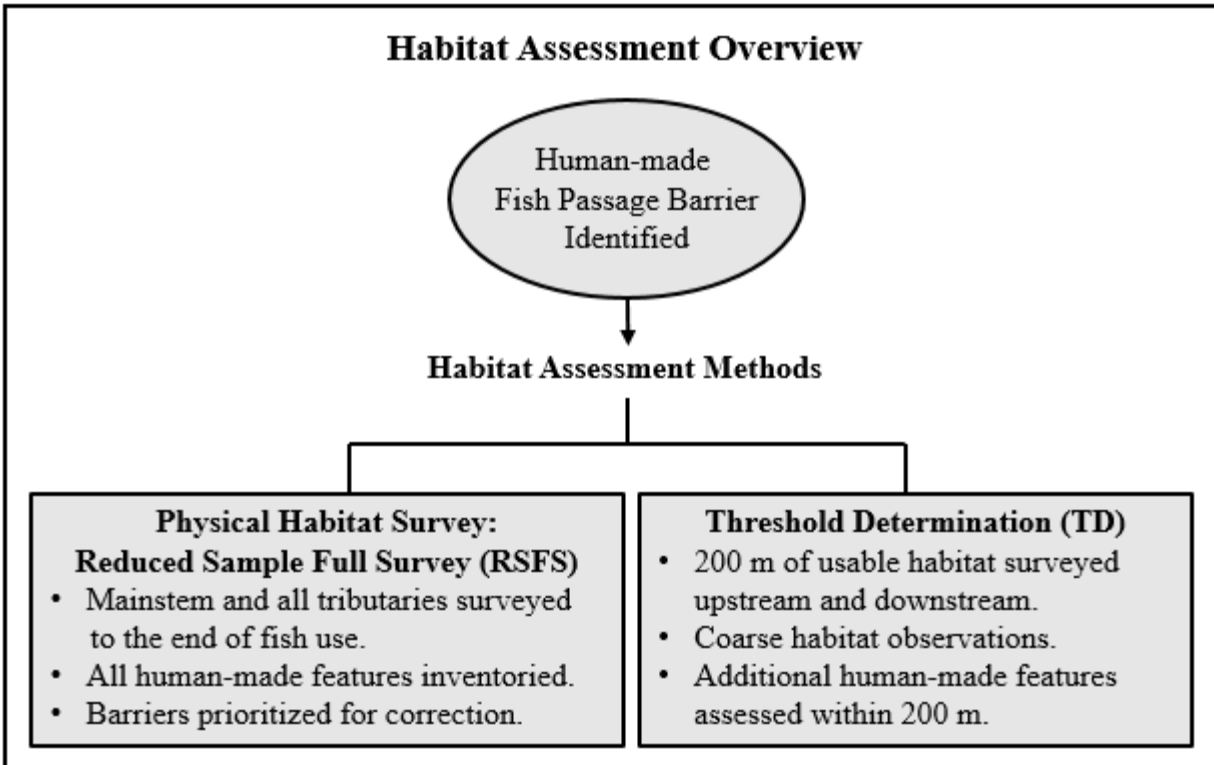 Habitat Assessment Overview
Human-made
Fish Passage Barrier
Identified
Habitat Assessment Methods
Physical Habitat Survey:
Reduced Sample Full Survey (RSFS)
• Mainstem and all tributaries surveyed
to the end of fish use.
• All human-made features inventoried.
• Barriers prioritized for correction.
Threshold Determination (TD)
• 200 m of usable habitat surveyed
upstream and downstream.
• Coarse habitat observations.
• Additional human-made features
assessed within 200 m.